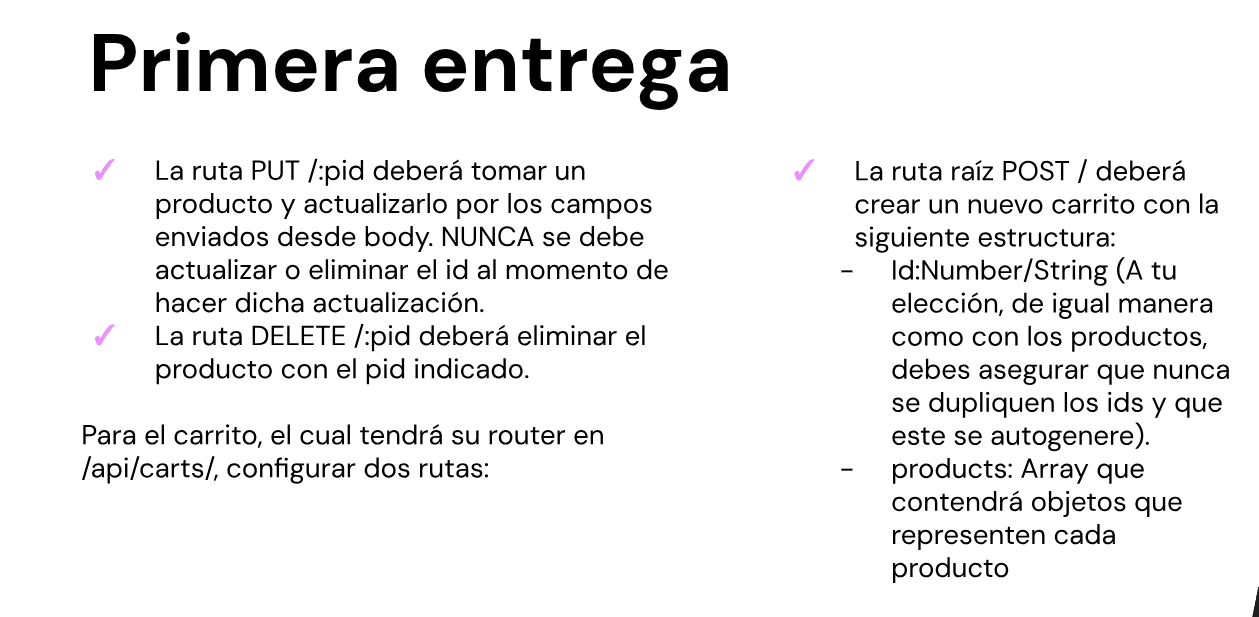 Primera entrega
✓ La ruta PUT /:pid deberá tomar un
producto y actualizarlo por los campos
enviados desde body. NUNCA se debe
actualizar o eliminar el id al momento de
hacer dicha actualización.
✓ La ruta DELETE /:pid deberá eliminar el
producto con el pid indicado.
Para el carrito, el cual tendrá su router en
/api/carts/, configurar dos rutas:
✓ La ruta raíz POST / deberá
crear un nuevo carrito con la
siguiente estructura:
- Id:Number/String (A tu
elección, de igual manera
como con los productos,
debes asegurar que nunca
se dupliquen los ids y que
este se autogenere).
- products: Array que
contendrá objetos que
representen cada
producto